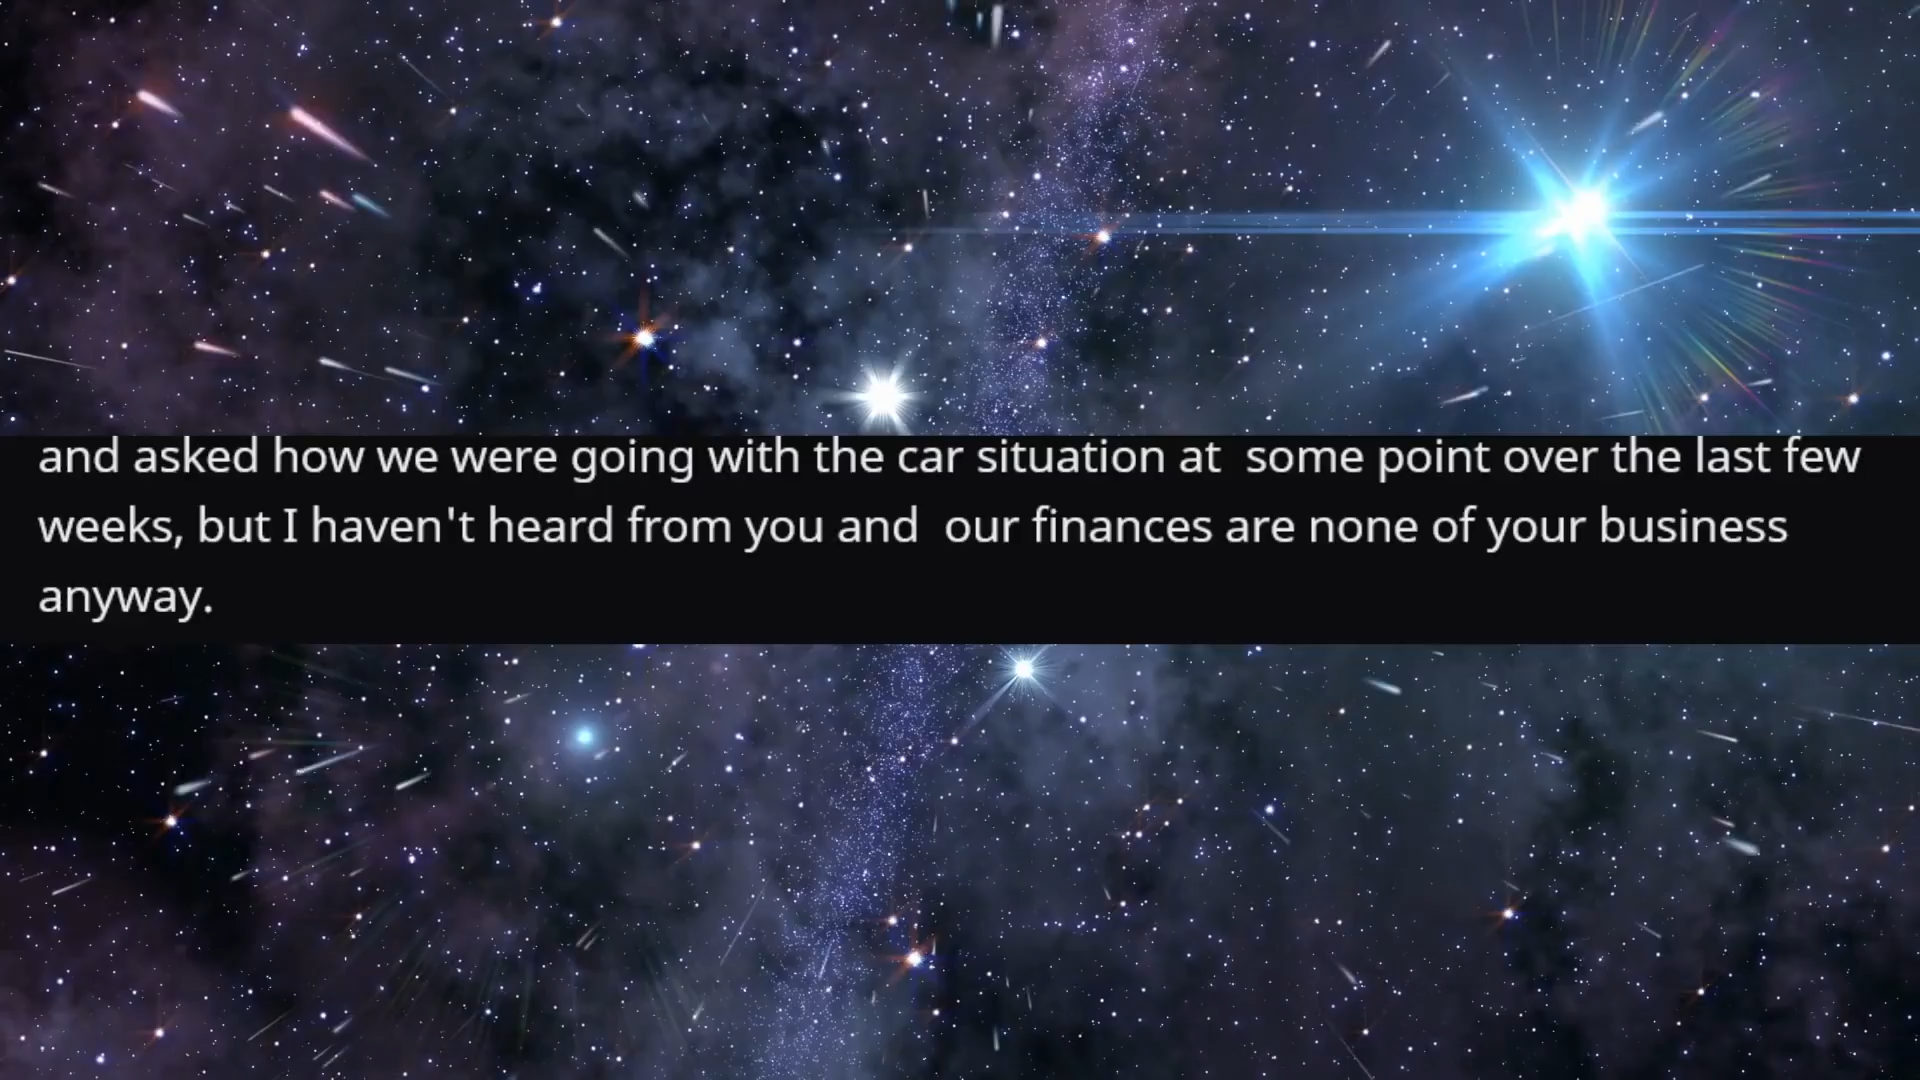 and asked how we were going with the car situation at  some point over the last few
weeks, but I haven't heard from you and  our finances are none of your business
anyway.